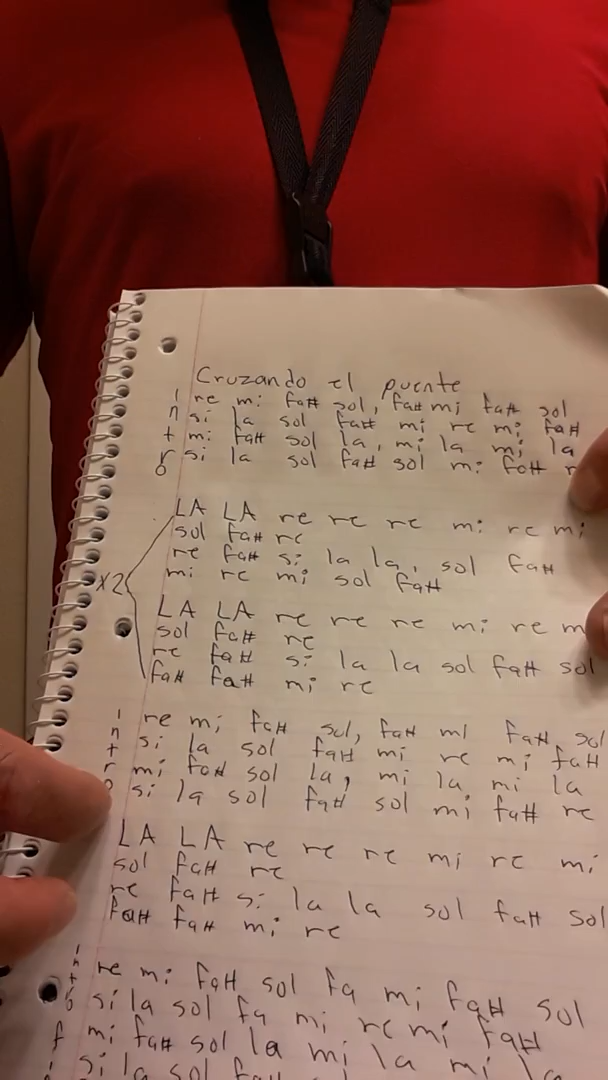 Cruzando el puente
intro
re mi fa# sol, fa# mi fa# sol
si la sol fa# mi re mi fa#
mi fa# sol la, mi la mi la
si la sol fa# sol mi fa#
LA LA re re re mi re mi
sol fa# re
re fa# si la la, sol fa#
mi re mi sol fa#
X2
LA LA re re re mi re m
sol fa# re
re fa# si la la sol fa# sol
fa# fa# mi re
intro
re mi fa# sol, fa# mi fa# sol
si la sol fa# mi re mi fa#
mi fa# sol la, mi la, mi la
si la sol fa# sol mi fa# re
LA LA re re re mi re mi
sol fa# re
re fa# si la la sol fa# sol
fa# fa# mi re
re mi fa# sol fa mi fa# sol
si la sol fa mi re mi fa#
mi fa# sol la mi la mi la
si la sol